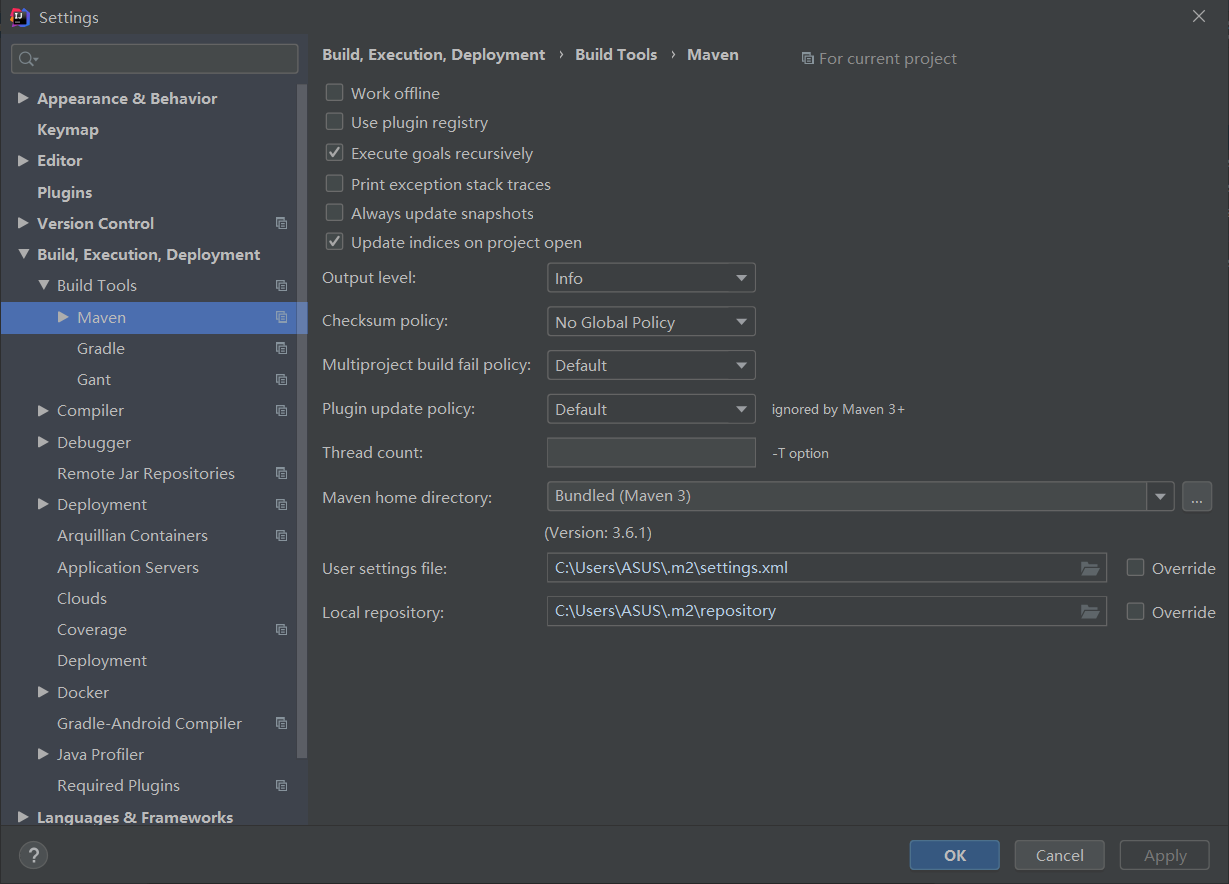 Settings
Appearance & Behavior
Keymap
Editor
Plugins
Version Control
Build, Execution, Deployment
Build Tools
Maven
Gradle
Gant
Compiler
Debugger
Remote Jar Repositories
Deployment
Arquillian Containers
Application Servers
Clouds
Coverage
Deployment
Docker
Gradle-Android Compiler
Java Profiler
Required Plugins
Languages & Frameworks
Build, Execution, Deployment › Build Tools › Maven For current project
Work offline
Use plugin registry
Execute goals recursively
Print exception stack traces
Always update snapshots
Update indices on project open
Output level: Info
Checksum policy: No Global Policy
Multiproject build fail policy: Default
Plugin update policy: Default ignored by Maven 3+
Thread count: -T option
Maven home directory: Bundled (Maven 3) ...
(Version: 3.6.1)
User settings file: C:\Users\ASUS\.m2\settings.xml Override
Local repository: C:\Users\ASUS\.m2\repository Override
? OK Cancel Apply